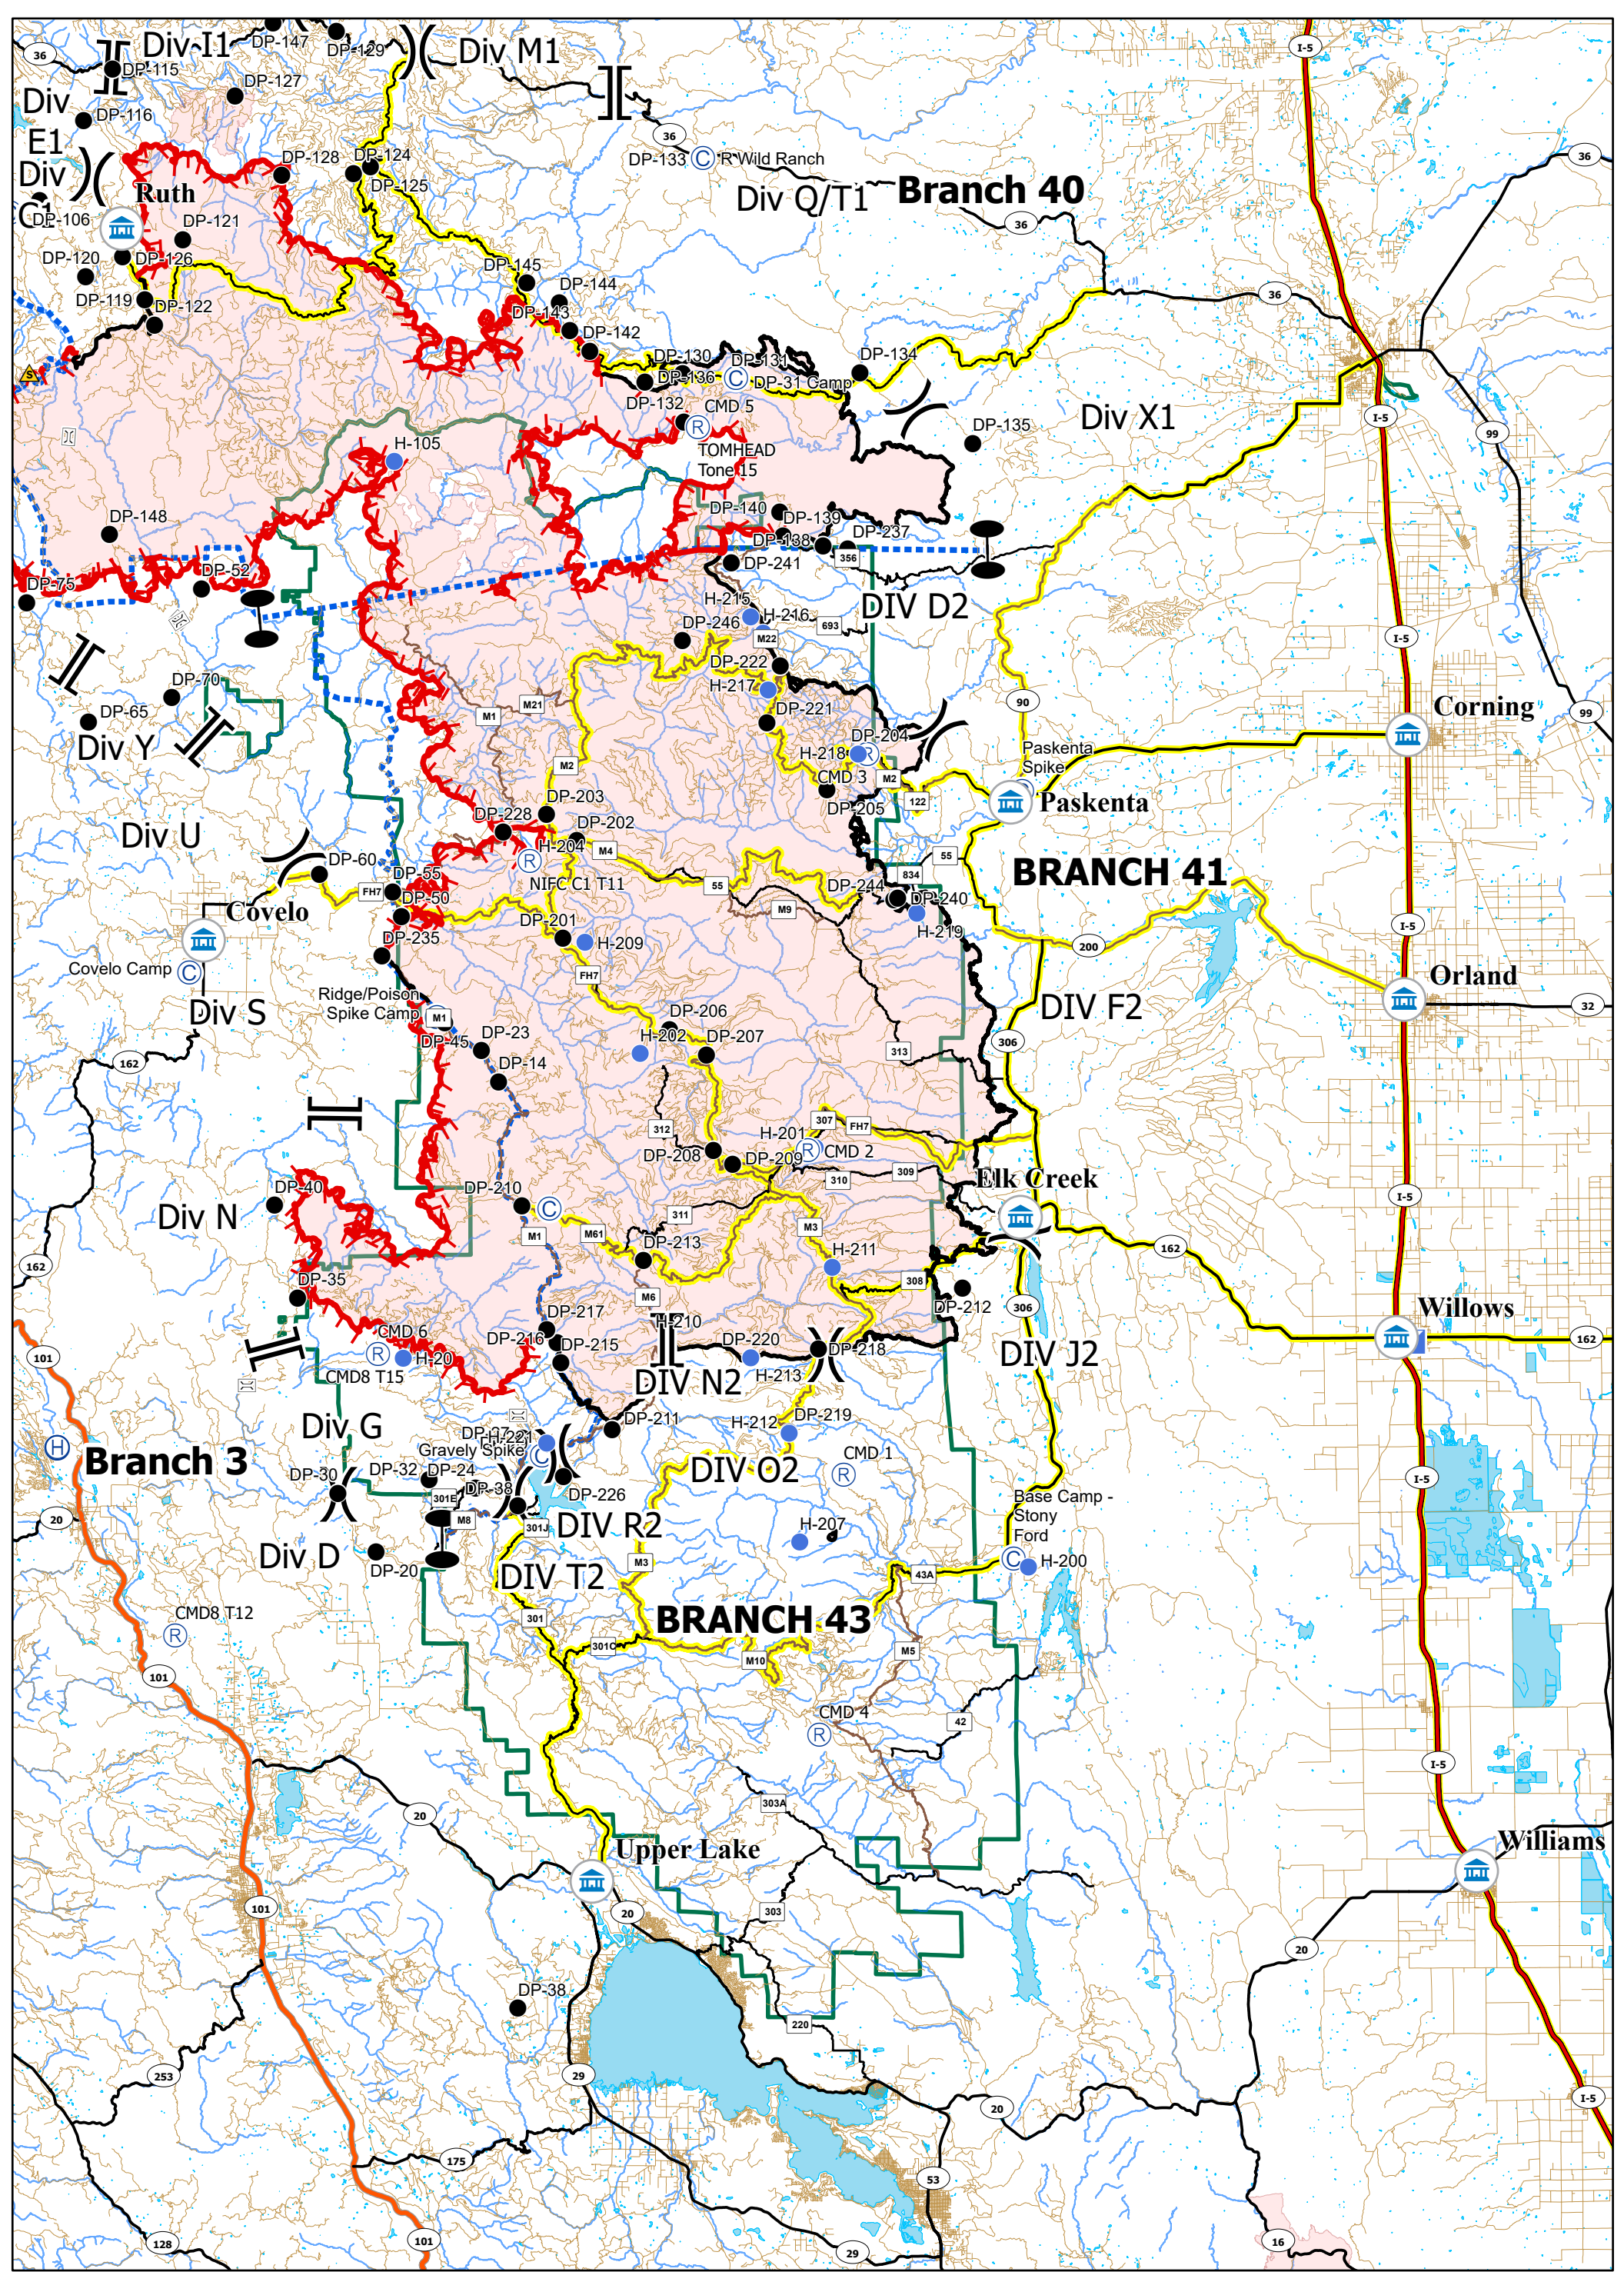 Div I1
DP-147
DP-129
Div M1
I-5
36
DP-115
DP-127
Div
E1
DP-116
36
DP-133
C
R Wild Ranch
36
DP-128
DP-124
DP-125
Div
C1
Ruth
Div Q/T1
Branch 40
DP-106
36
DP-121
DP-120
DP-126
DP-145
DP-119
DP-144
36
DP-122
DP-143
DP-142
S
DP-130
DP-131
DP-134
DP-136
C
DP-31 Camp
DP-132
CMD 5
R
Div X1
I-5
DP-135
99
H-105
TOMHEAD
Tone 15
DP-148
DP-140
DP-139
DP-138
DP-237
356
DP-241
DP-52
DP-75
H-215
H-216
DIV D2
DP-246
693
M22
I-5
DP-222
DP-70
H-217
M21
90
Corning
99
DP-65
M1
DP-221
Div Y
DP-204
H-218
R
Paskenta
Spike
M2
CMD 3
M2
DP-203
DP-205
122
Paskenta
Div U
DP-228
DP-202
H-204
M4
55
DP-60
R
BRANCH 41
DP-55
NIFC C1 T11
834
FH7
DP-50
55
DP-244
DP-240
Covelo
M9
DP-201
H-219
I-5
DP-235
H-209
200
Covelo Camp
C
FH7
Orland
Ridge/Poison
Spike Camp
Div S
M1
DP-206
DIV F2
32
DP-45
DP-23
H-202
DP-207
306
313
162
DP-14
307
312
H-201
FH7
DP-208
R
CMD 2
DP-209
309
310
Elk Creek
DP-40
DP-210
C
I-5
Div N
311
M1
M61
M3
162
DP-213
H-211
162
308
DP-35
M6
DP-212
306
Willows
DP-217
H-210
CMD 6
DP-216
DP-220
101
R
H-20
DP-215
DP-218
DIV J2
162
CMD8 T15
H-213
DIV N2
DP-219
Div G
DP-211
H-212
H
Gravely Spike
C
CMD 1
Branch 3
DIV O2
R
DP-30
DP-32
DP-24
I-5
DP-38
DP-226
301E
Base Camp -
Stony
Ford
20
M8
301J
DIV R2
H-207
Div D
C
H-200
DP-20
M3
43A
DIV T2
CMD8 T12
301
BRANCH 43
R
301C
M5
M10
101
CMD 4
42
R
I-5
303A
20
Upper Lake
Williams
101
20
303
20
DP-38
220
29
253
20
I-5
175
53
101
128
29
16